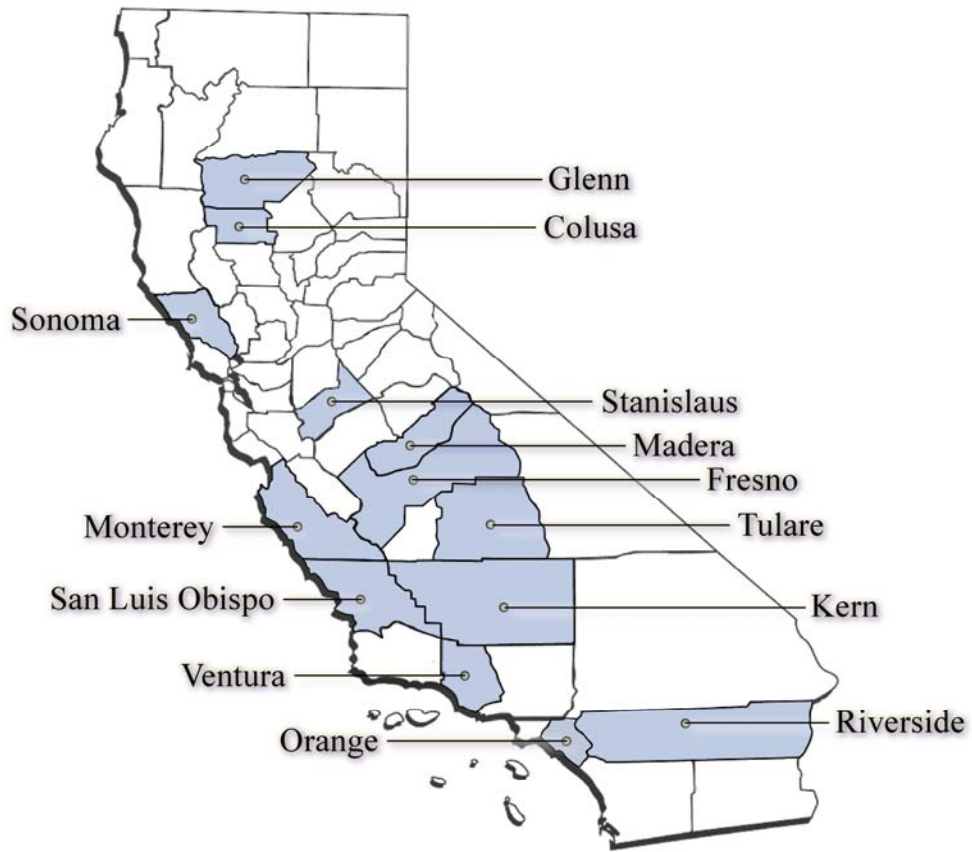 Glenn
Colusa
Sonoma
Stanislaus
Madera
Fresno
Monterey
Tulare
San Luis Obispo
Kern
Ventura
Riverside
Orange